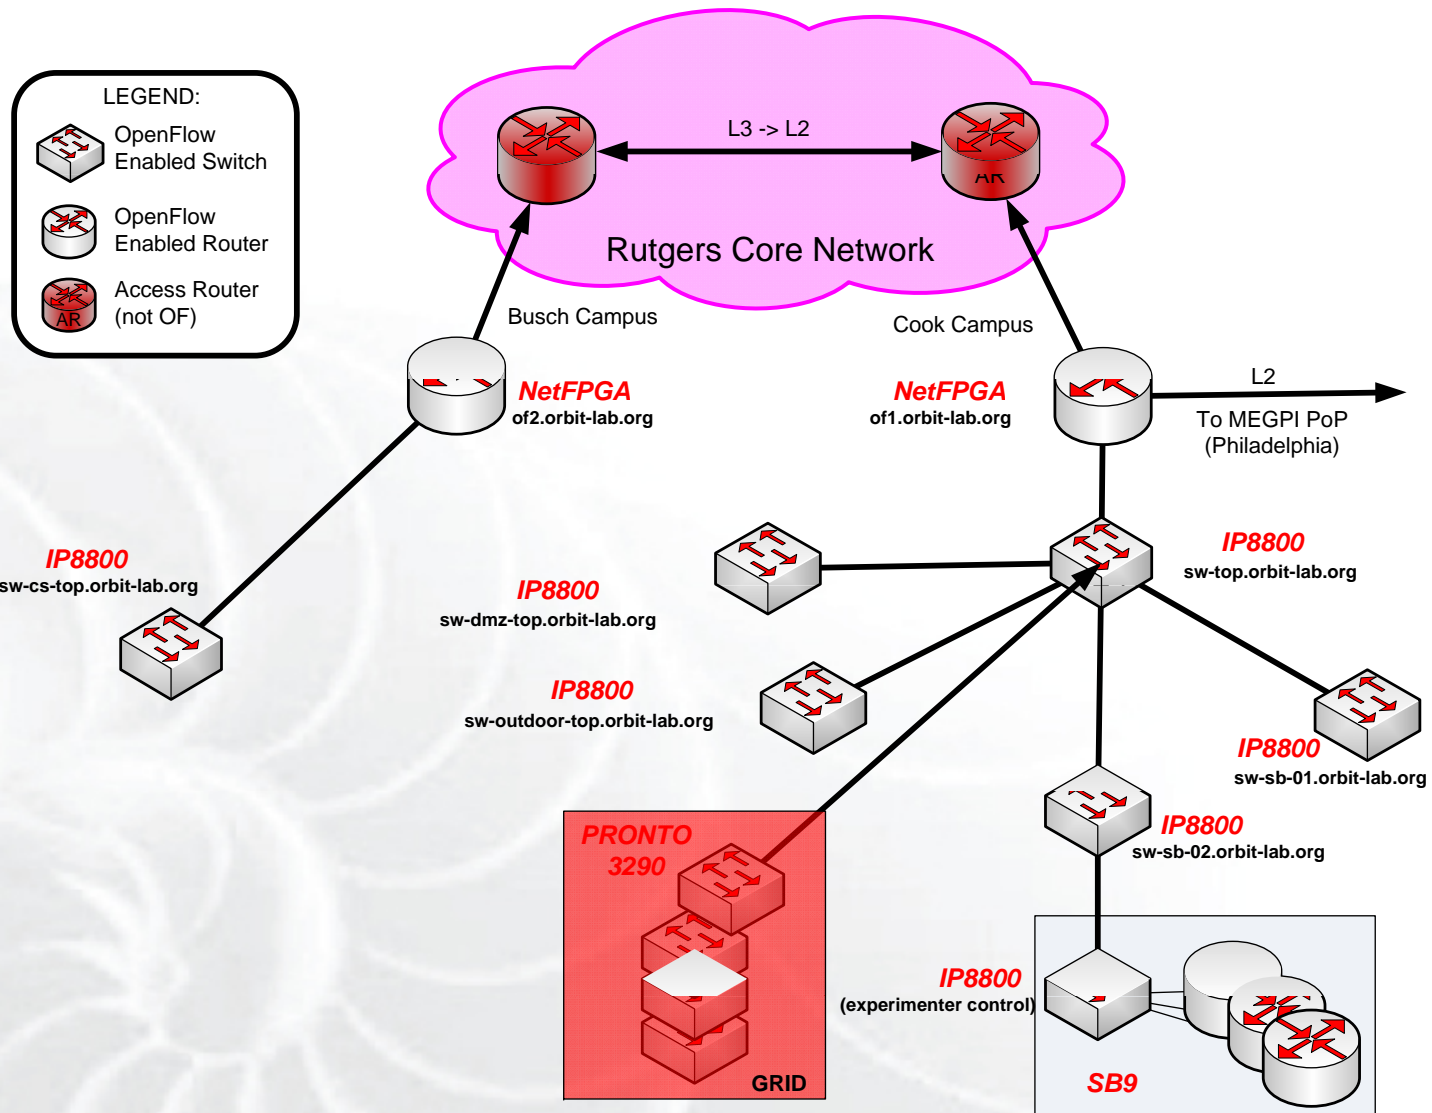 LEGEND:
OpenFlow
Enabled Switch
OpenFlow
Enabled Router
AR
Access Router
(not OF)
L3 -> L2
AR
Rutgers Core Network
Busch Campus
Cook Campus
NetFPGA
of2.orbit-lab.org
NetFPGA
of1.orbit-lab.org
L2
To MEGPI PoP
(Philadelphia)
IP8800
sw-cs-top.orbit-lab.org
IP8800
sw-dmz-top.orbit-lab.org
IP8800
sw-top.orbit-lab.org
IP8800
sw-outdoor-top.orbit-lab.org
IP8800
sw-sb-01.orbit-lab.org
IP8800
sw-sb-02.orbit-lab.org
PRONTO
3290
GRID
IP8800
(experimenter control)
SB9